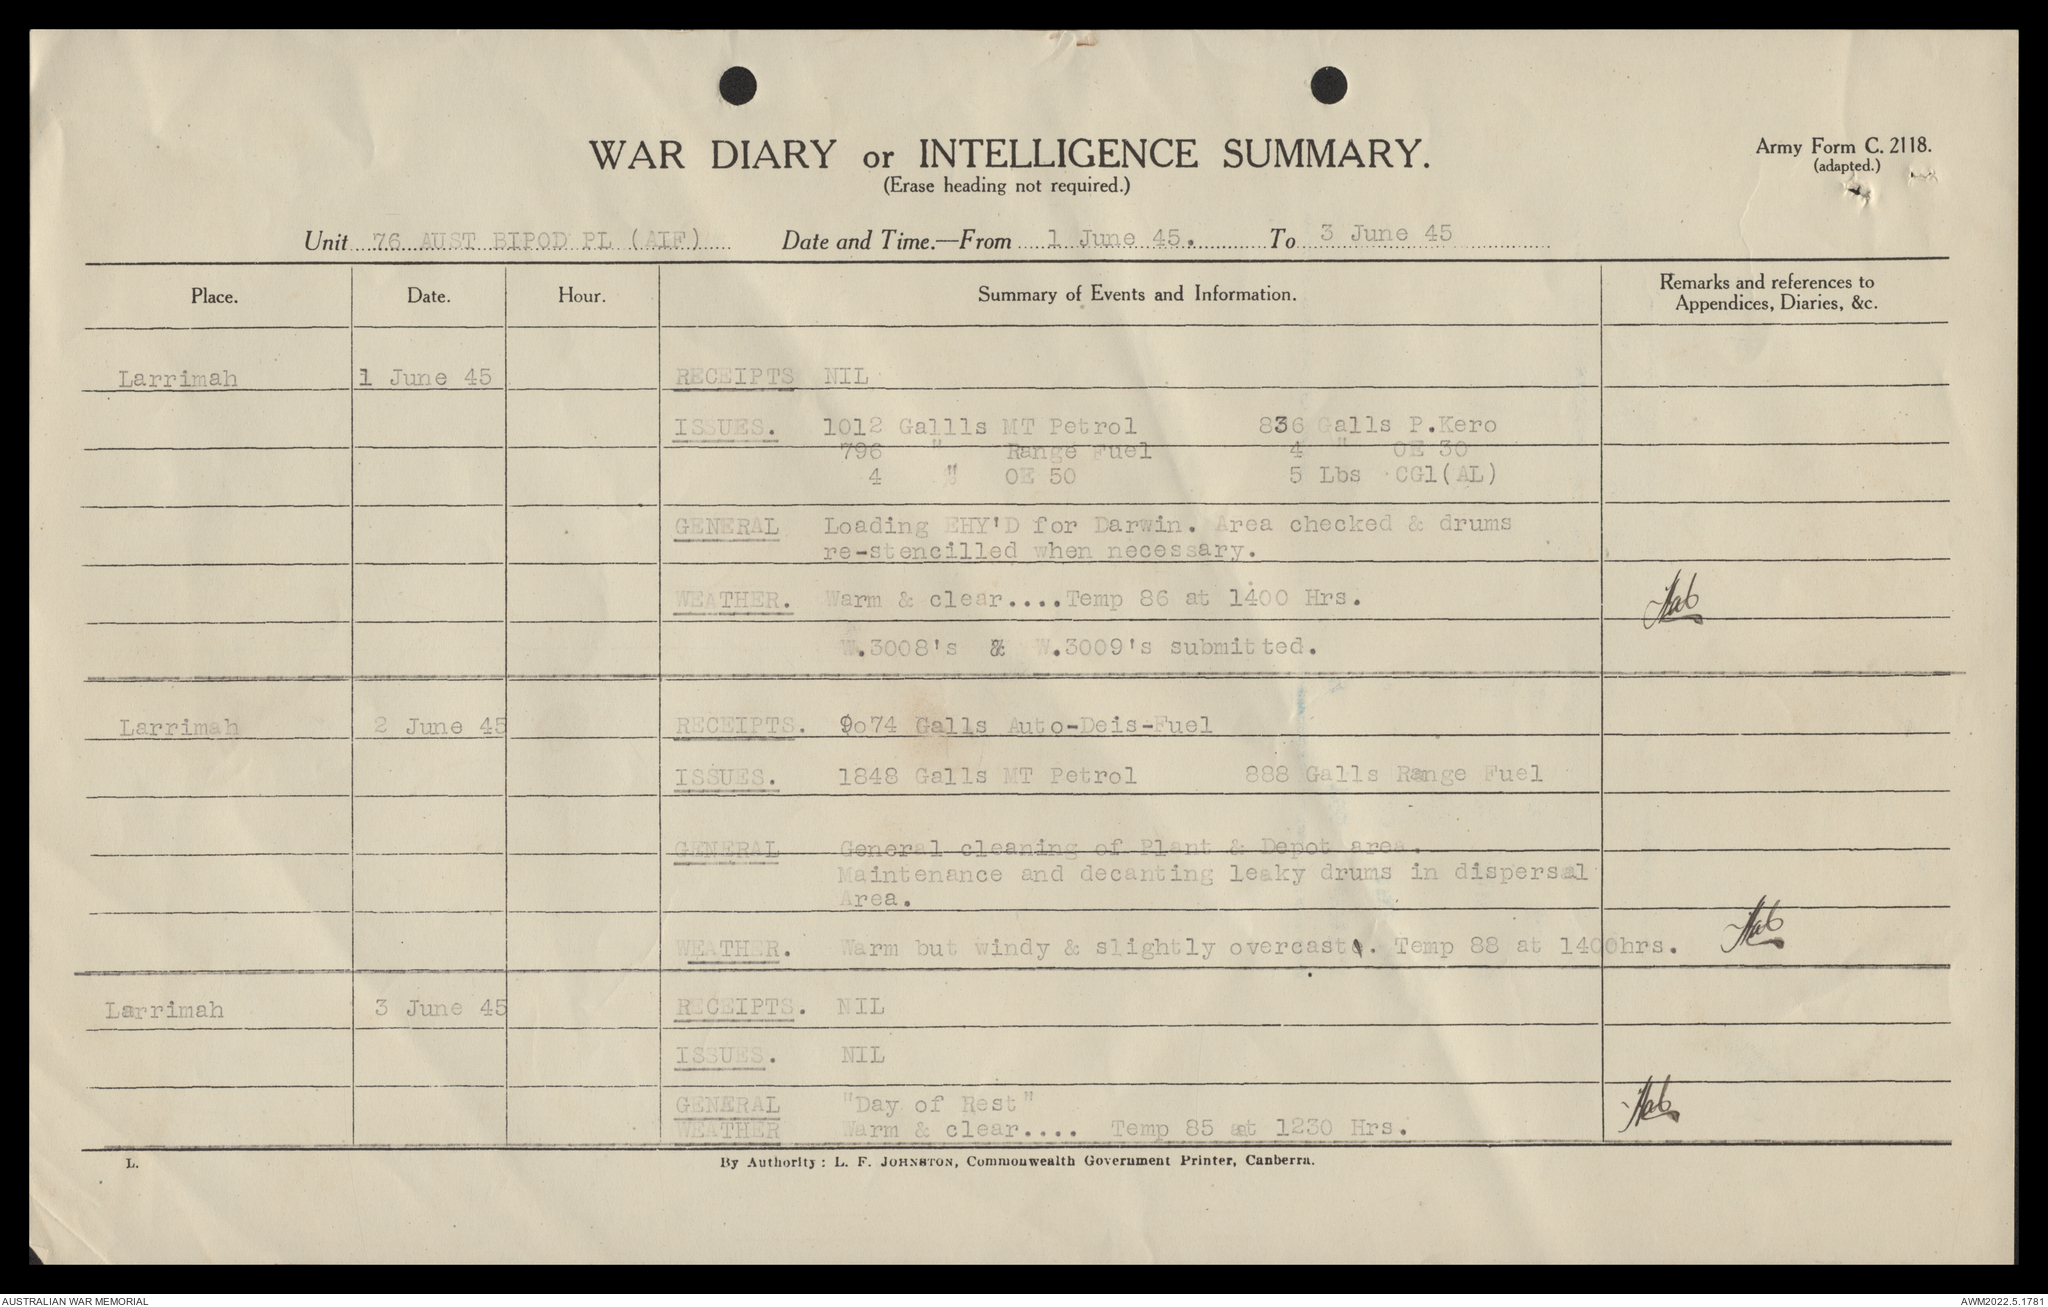 WAR DIARY or INTELLIGENCE SUMMARY.
Army Form C. 2118.
(Erase heading not required.)
(adapted.)
Unit 76 AUST BIPOD PL (AIF) Date and Time.—From 1 June 45. To 3 June 45
Place. Date. Hour. Summary of Events and Information. Remarks and references to
Appendices, Diaries, &c.
Larrimah 1 June 45 RECEIPTS NIL
ISSUES. 1012 Gallls MT Petrol 836 Galls P.Kero
796 " Range Fuel 4 " OE 30
4 " OE 50 5 Lbs CG1(AL)
GENERAL Loading EHY'D for Darwin. Area checked & drums
re-stencilled when necessary.
WEATHER. Warm & clear....Temp 86 at 1400 Hrs.
W.3008's & W.3009's submitted.
Larrimah 2 June 45 RECEIPTS. 9o74 Galls Auto-Deis-Fuel
ISSUES. 1848 Galls MT Petrol 888 Galls Range Fuel
GENERAL General cleaning of Plant & Depot area.
Maintenance and decanting leaky drums in dispersal
Area.
WEATHER. Warm but windy & slightly overcast. Temp 88 at 1400hrs.
Larrimah 3 June 45 RECEIPTS. NIL
ISSUES. NIL
GENERAL "Day of Rest"
WEATHER Warm & clear.... Temp 85 at 1230 Hrs.
L. By Authority: L. F. JOHNSTON, Commonwealth Government Printer, Canberra.
AUSTRALIAN WAR MEMORIAL AWM2022.5.1781